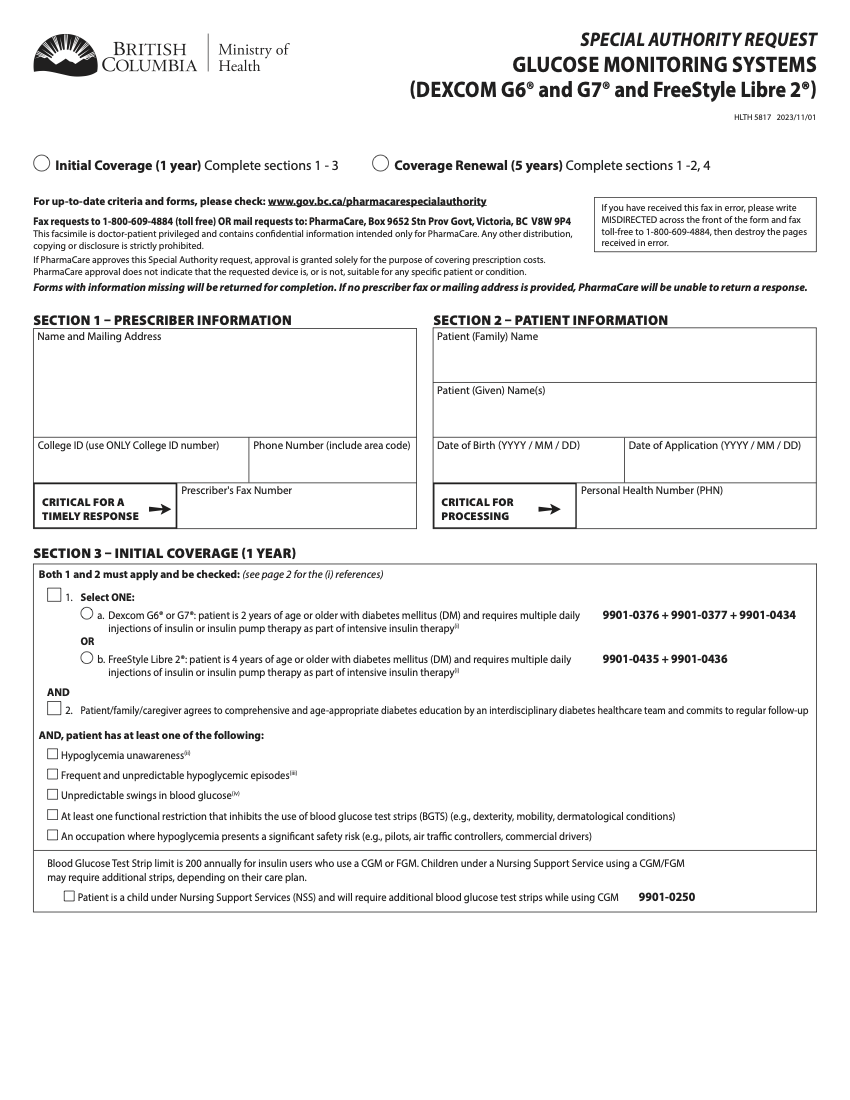 BRITISH
COLUMBIA
Ministry of
Health
SPECIAL AUTHORITY REQUEST
GLUCOSE MONITORING SYSTEMS
(DEXCOM G6® and G7® and FreeStyle Libre 2®)
HLTH 5817 2023/11/01
Initial Coverage (1 year) Complete sections 1 - 3
Coverage Renewal (5 years) Complete sections 1 -2, 4
For up-to-date criteria and forms, please check: www.gov.bc.ca/pharmacarespecialauthority
Fax requests to 1-800-609-4884 (toll free) OR mail requests to: PharmaCare, Box 9652 Stn Prov Govt, Victoria, BC V8W 9P4
This facsimile is doctor-patient privileged and contains confidential information intended only for PharmaCare. Any other distribution,
copying or disclosure is strictly prohibited.
If PharmaCare approves this Special Authority request, approval is granted solely for the purpose of covering prescription costs.
PharmaCare approval does not indicate that the requested device is, or is not, suitable for any specific patient or condition.
If you have received this fax in error, please write
MISDIRECTED across the front of the form and fax
toll-free to 1-800-609-4884, then destroy the pages
received in error.
Forms with information missing will be returned for completion. If no prescriber fax or mailing address is provided, PharmaCare will be unable to return a response.
SECTION 1 – PRESCRIBER INFORMATION
Name and Mailing Address
College ID (use ONLY College ID number)
Phone Number (include area code)
CRITICAL FOR A
TIMELY RESPONSE
Prescriber's Fax Number
SECTION 2 – PATIENT INFORMATION
Patient (Family) Name
Patient (Given) Name(s)
Date of Birth (YYYY / MM / DD)
Date of Application (YYYY / MM / DD)
CRITICAL FOR
PROCESSING
Personal Health Number (PHN)
SECTION 3 – INITIAL COVERAGE (1 YEAR)
Both 1 and 2 must apply and be checked: (see page 2 for the (i) references)
1. Select ONE:
a. Dexcom G6® or G7®: patient is 2 years of age or older with diabetes mellitus (DM) and requires multiple daily
injections of insulin or insulin pump therapy as part of intensive insulin therapy(i)
9901-0376 + 9901-0377 + 9901-0434
OR
b. FreeStyle Libre 2®: patient is 4 years of age or older with diabetes mellitus (DM) and requires multiple daily
injections of insulin or insulin pump therapy as part of intensive insulin therapy(i)
9901-0435 + 9901-0436
AND
2. Patient/family/caregiver agrees to comprehensive and age-appropriate diabetes education by an interdisciplinary diabetes healthcare team and commits to regular follow-up
AND, patient has at least one of the following:
Hypoglycemia unawareness(ii)
Frequent and unpredictable hypoglycemic episodes(iii)
Unpredictable swings in blood glucose(iv)
At least one functional restriction that inhibits the use of blood glucose test strips (BGTS) (e.g., dexterity, mobility, dermatological conditions)
An occupation where hypoglycemia presents a significant safety risk (e.g., pilots, air traffic controllers, commercial drivers)
Blood Glucose Test Strip limit is 200 annually for insulin users who use a CGM or FGM. Children under a Nursing Support Service using a CGM/FGM
may require additional strips, depending on their care plan.
Patient is a child under Nursing Support Services (NSS) and will require additional blood glucose test strips while using CGM 9901-0250